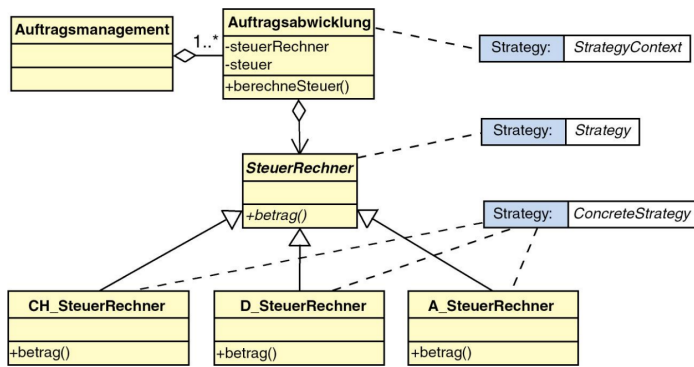 Auftragsmanagement
1..*
Auftragsabwicklung
-steuerRechner
-steuer
+berechneSteuer()
Strategy: StrategyContext
SteuerRechner
+betrag()
Strategy: Strategy
Strategy: ConcreteStrategy
CH_SteuerRechner
+betrag()
D_SteuerRechner
+betrag()
A_SteuerRechner
+betrag()